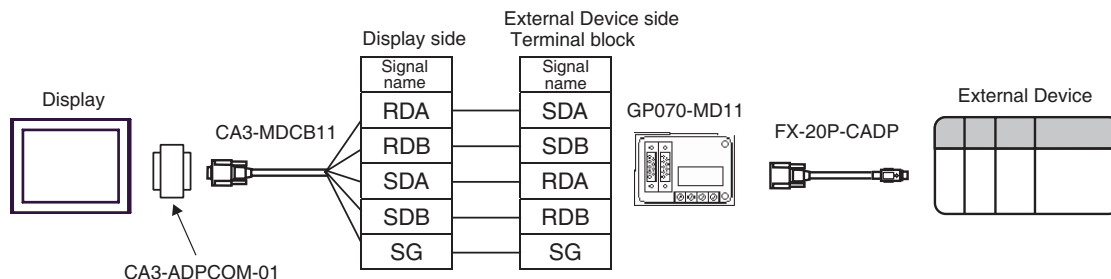 External Device side
Display side Terminal block
Signal name Signal name
Display GP070-MD11 External Device
RDA SDA
CA3-MDCB11 FX-20P-CADP
RDB SDB
SDA RDA
SDB RDB
SG SG
CA3-ADPCOM-01